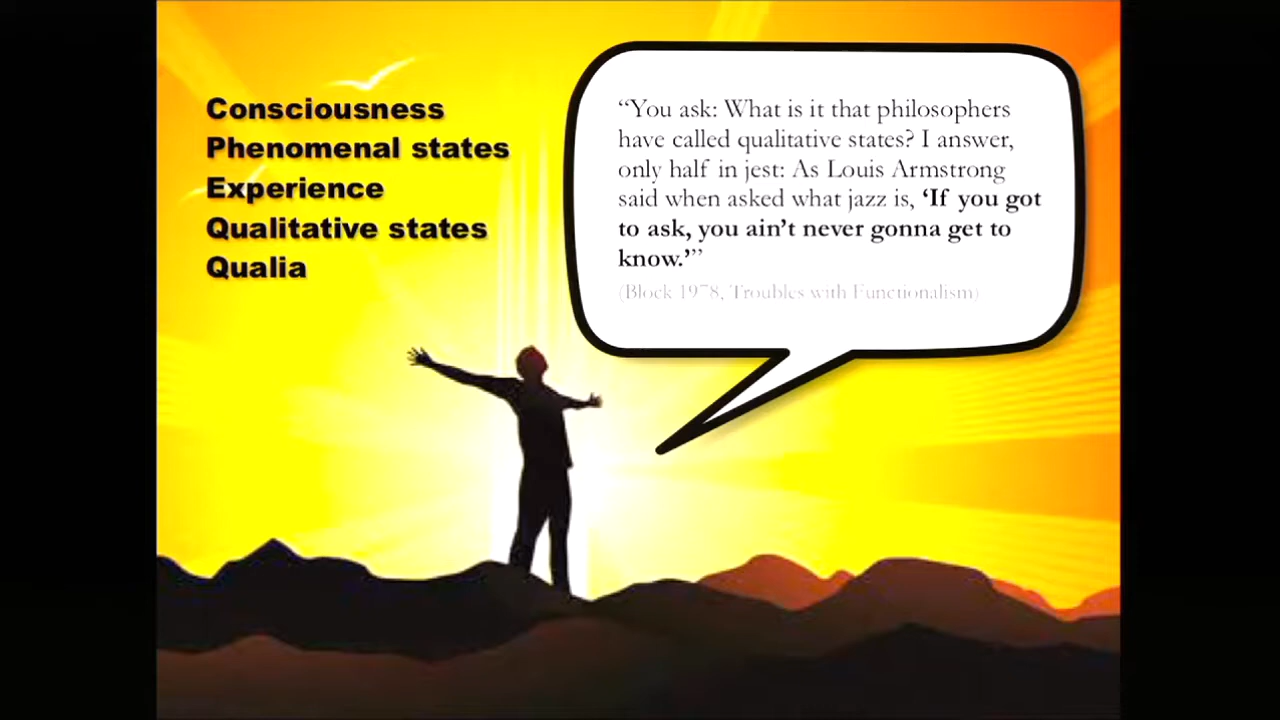 Consciousness
Phenomenal states
Experience
Qualitative states
Qualia
“You ask: What is it that philosophers
have called qualitative states? I answer,
only half in jest: As Louis Armstrong
said when asked what jazz is, ‘If you got
to ask, you ain’t never gonna get to
know.’”
(Block 1978, Troubles with Functionalism)